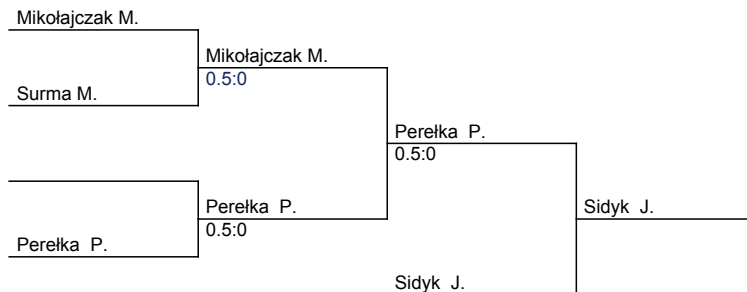 Mikołajczak M.
Mikołajczak M.
0.5:0
Surma M.
Perełka P.
0.5:0
Perełka P.
0.5:0
Sidyk J.
Perełka P.
Sidyk J.